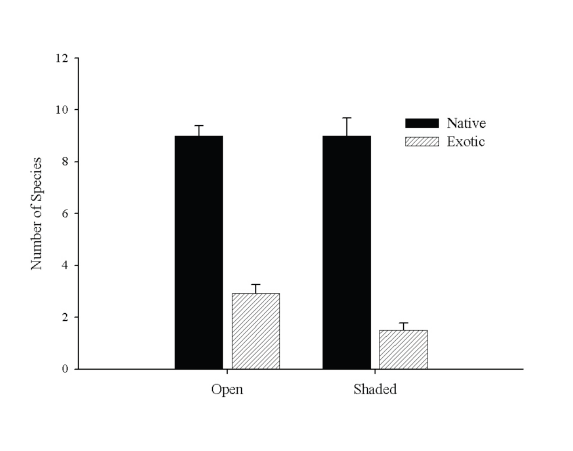 12
10
8
6
4
2
0
Number of Species
Native
Exotic
Open
Shaded